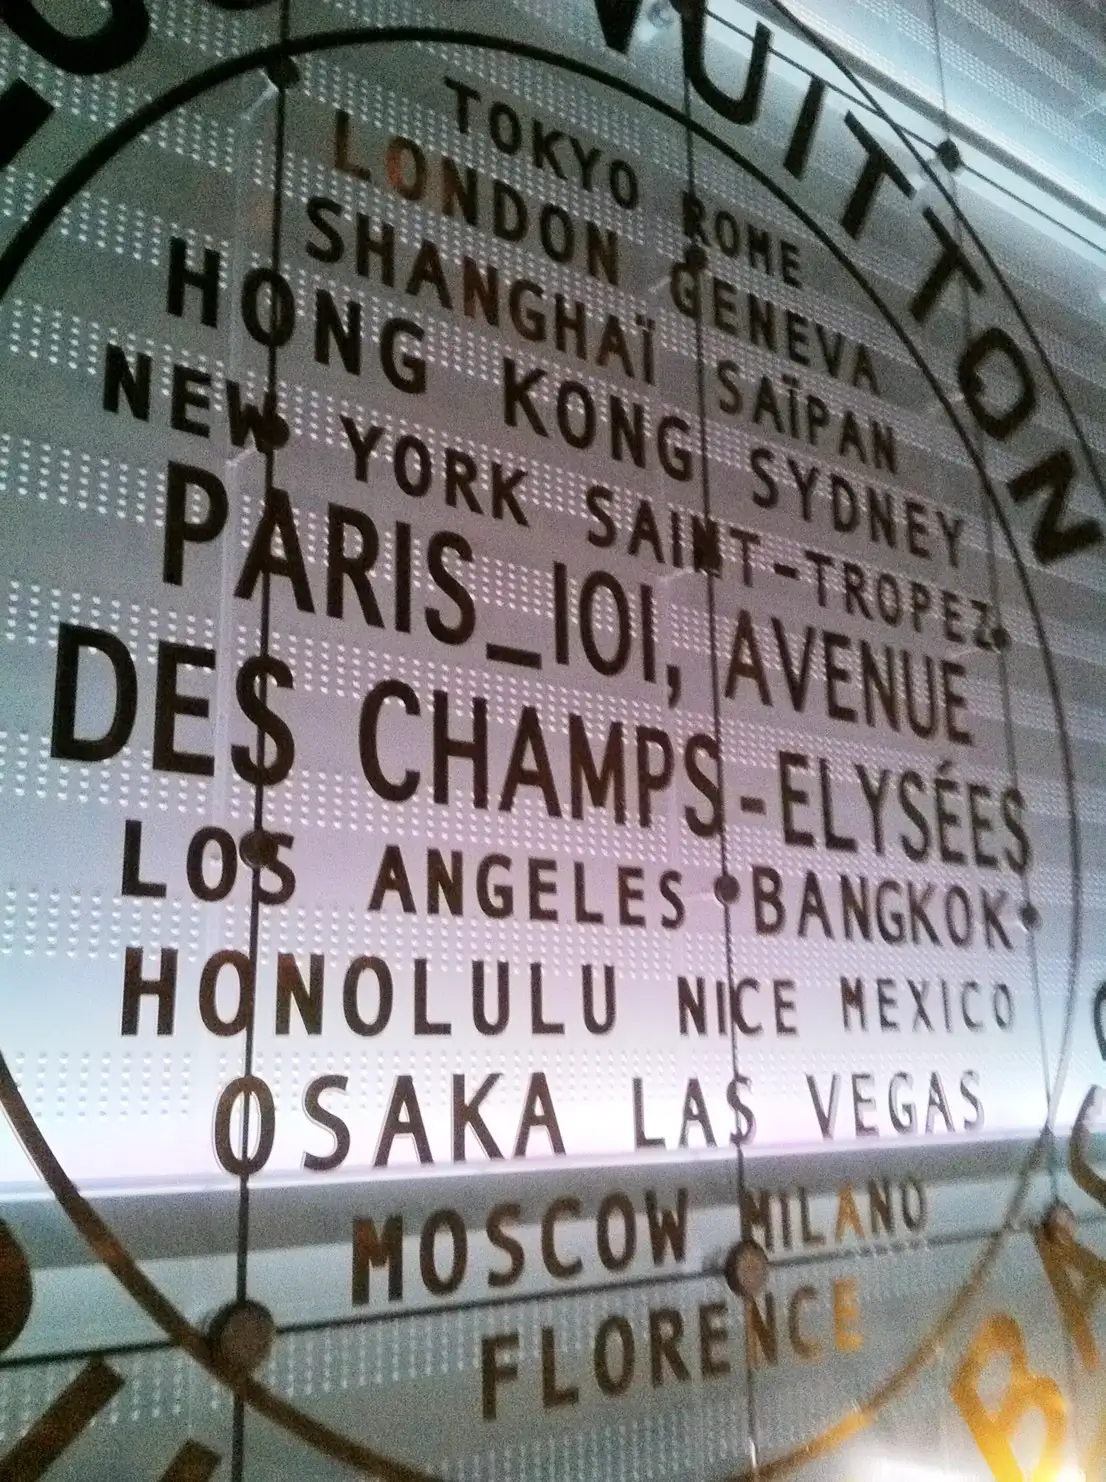 VUITTON
TOKYO ROME
LONDON GENEVA
SHANGHAÏ SAÏPAN
HONG KONG SYDNEY
NEW YORK SAINT-TROPEZ
PARIS_101, AVENUE
DES CHAMPS-ELYSÉES
LOS ANGELES BANGKOK
HONOLULU NICE MEXICO
OSAKA LAS VEGAS
MOSCOW MILANO
FLORENCE